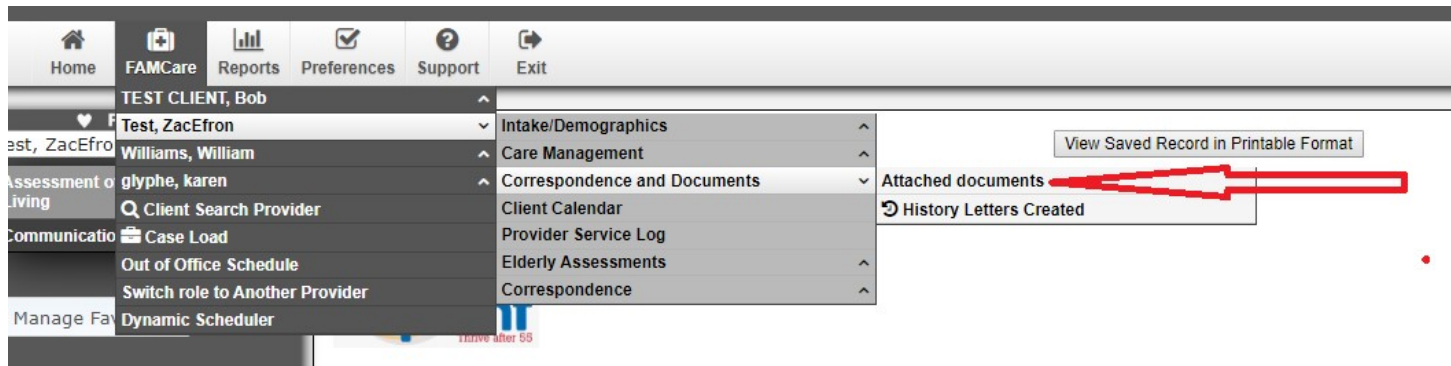 Home FAMCare Reports Preferences Support Exit
TEST CLIENT, Bob
Test, ZacEfron
Intake/Demographics
View Saved Record in Printable Format
est, ZacEfro
Williams, William
Care Management
Assessment o
Living
glyphe, karen
Correspondence and Documents
Attached documents
Client Search Provider
Client Calendar
History Letters Created
Communicatio
Case Load
Provider Service Log
Out of Office Schedule
Elderly Assessments
Switch role to Another Provider
Correspondence
Manage Fav
Dynamic Scheduler
Thrive after 55